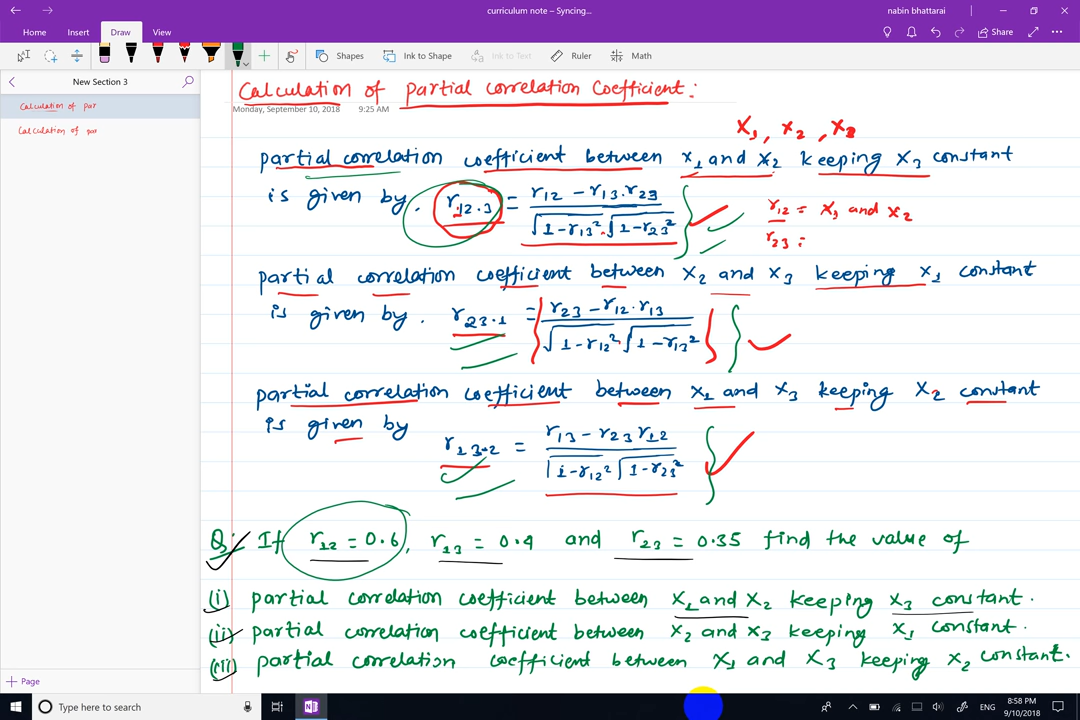 curriculum note – Syncing...
nabin bhattarai
Home Insert Draw View
Share
Shapes Ink to Shape Ink to Text Ruler Math
New Section 3
Calculation of par
Calculation of par
Calculation of partial correlation Coefficient:
Monday, September 10, 2018 9:25 AM
X₁, X₂, X₃
partial correlation coefficient between X₁ and X₂ keeping X₃ constant
is given by. r₁₂.₃ = (r₁₂ − r₁₃.r₂₃) / (√(1−r₁₃²) . √(1−r₂₃²))
r₁₂ = X₁ and X₂
r₂₃ :
partial correlation coefficient between X₂ and X₃ keeping X₁ constant
is given by. r₂₃.₁ = (r₂₃ − r₁₂.r₁₃) / (√(1−r₁₂²) √(1−r₁₃²))
partial correlation coefficient between X₁ and X₃ keeping X₂ constant
is given by
r₁₃.₂ = (r₁₃ − r₂₃ r₁₂) / (√(1−r₁₂²) √(1−r₂₃²))
Q: If r₁₂ = 0.6, r₁₃ = 0.4 and r₂₃ = 0.35 find the value of
(i) partial correlation coefficient between X₁ and X₂ keeping X₃ constant.
(ii) partial correlation coefficient between X₂ and X₃ keeping X₁ constant.
(iii) partial correlation coefficient between X₁ and X₃ keeping X₂ constant.
+ Page
Type here to search
ENG
8:58 PM
9/10/2018